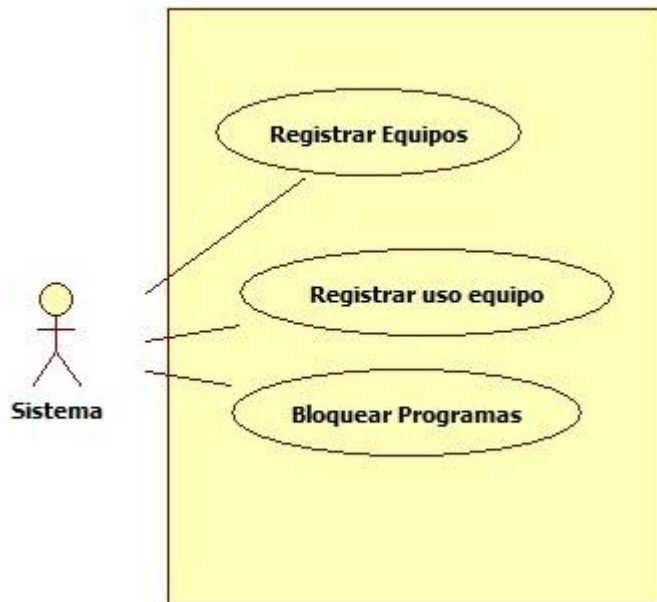 Registrar Equipos
Registrar uso equipo
Sistema
Bloquear Programas